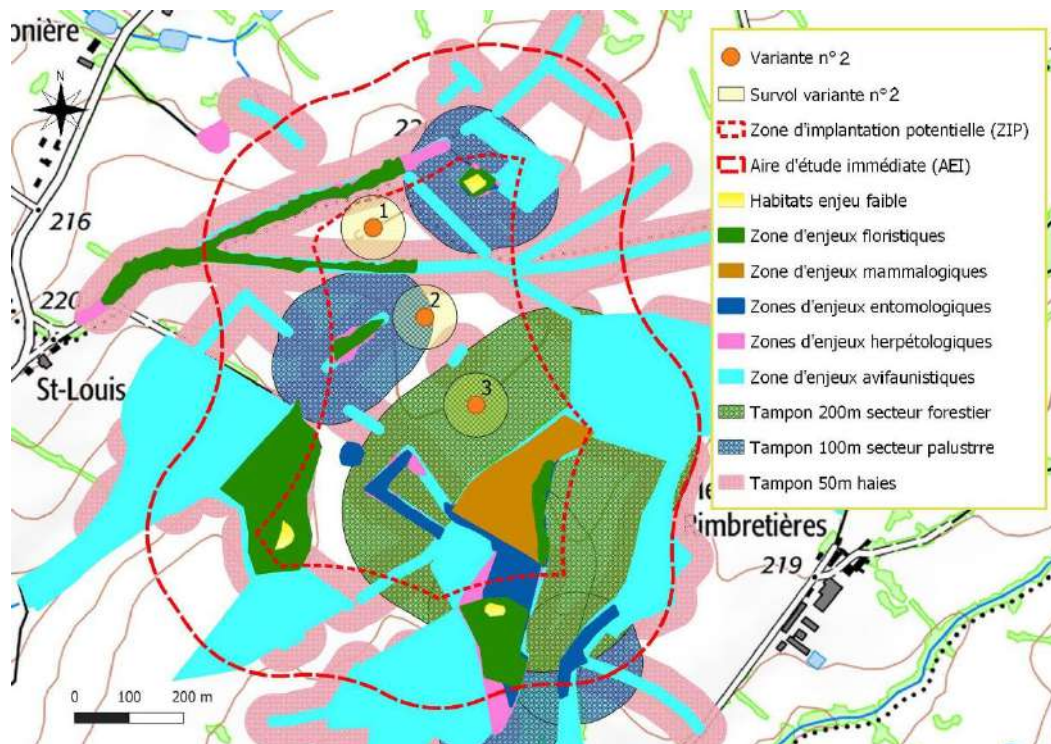 onière
N
22
216
1
220
2
St-Louis
3
Rimbretières
219
0 100 200 m
Variante n° 2
Survol variante n° 2
Zone d'implantation potentielle (ZIP)
Aire d'étude immédiate (AEI)
Habitats enjeu faible
Zone d'enjeux floristiques
Zone d'enjeux mammalogiques
Zones d'enjeux entomologiques
Zones d'enjeux herpétologiques
Zone d'enjeux avifaunistiques
Tampon 200m secteur forestier
Tampon 100m secteur palustrre
Tampon 50m haies